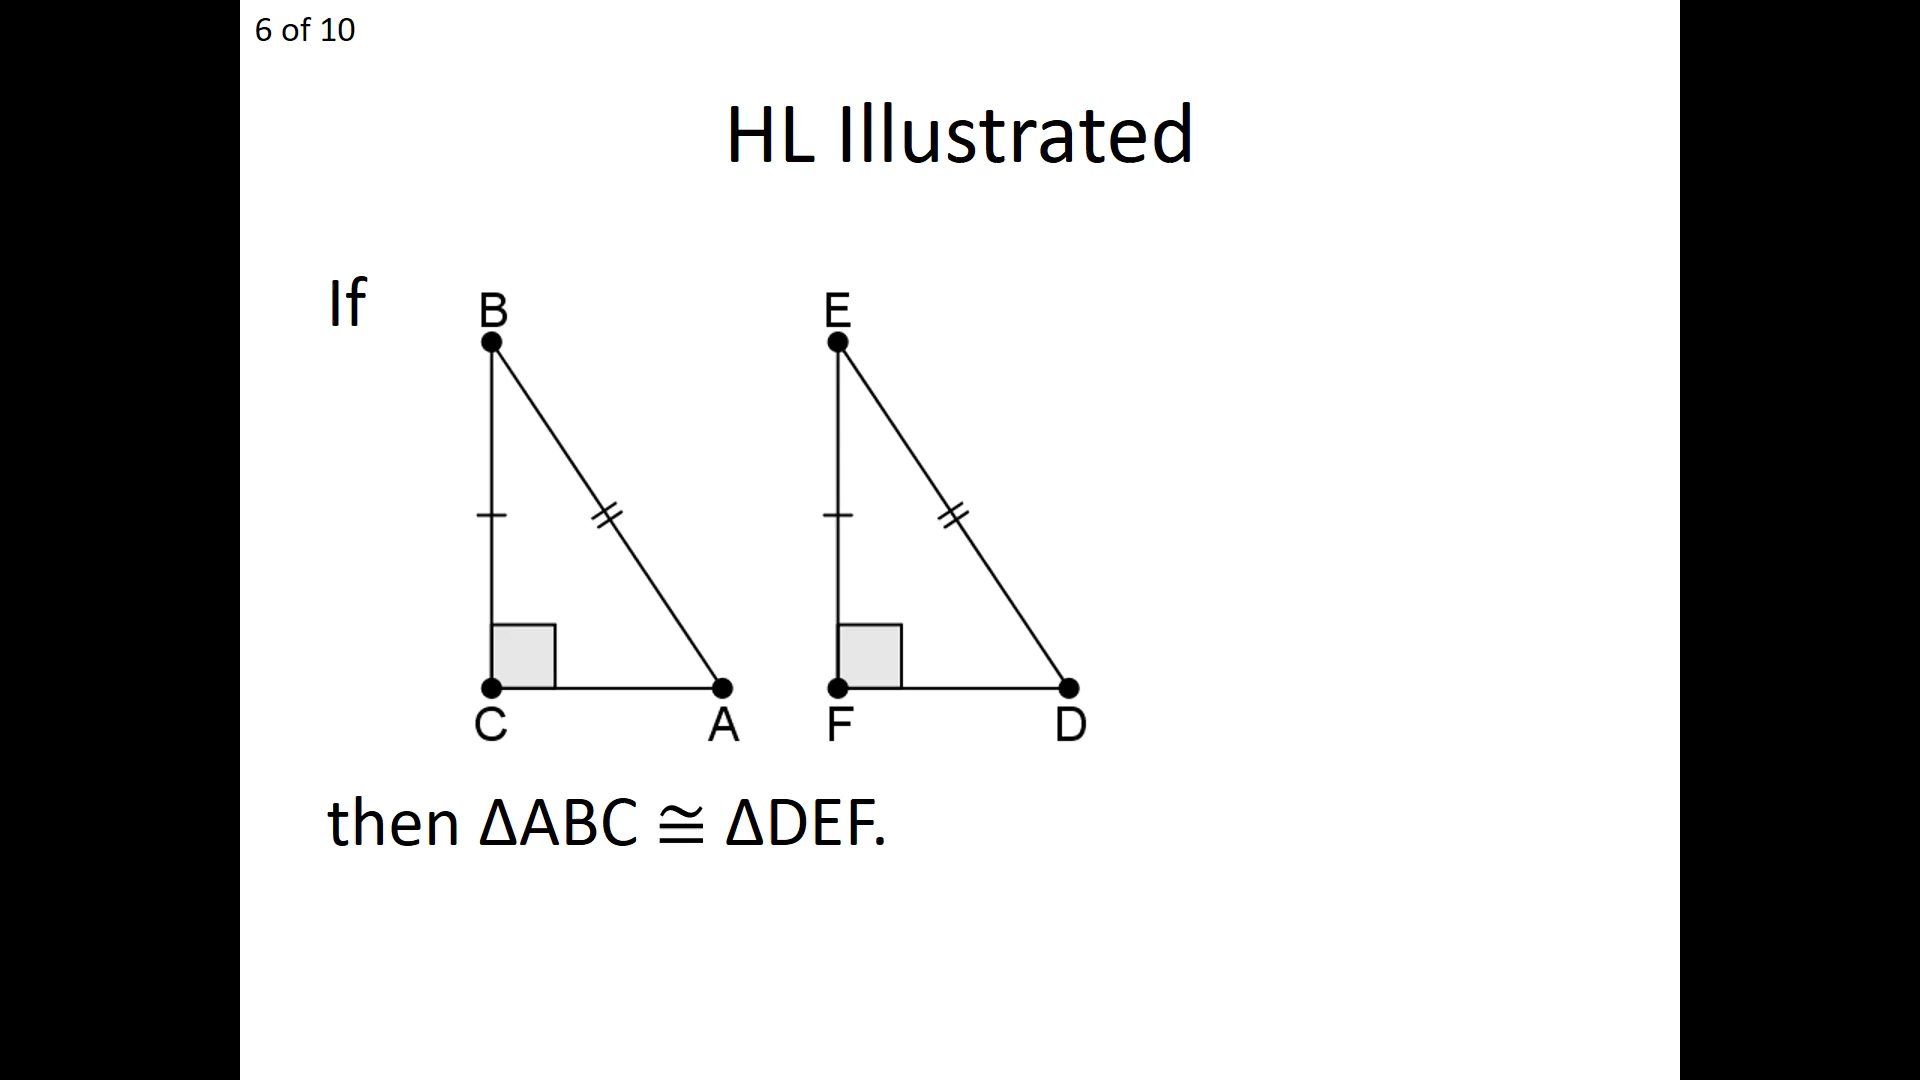 6 of 10
HL Illustrated
If
B E
C A F D
then ΔABC ≅ ΔDEF.